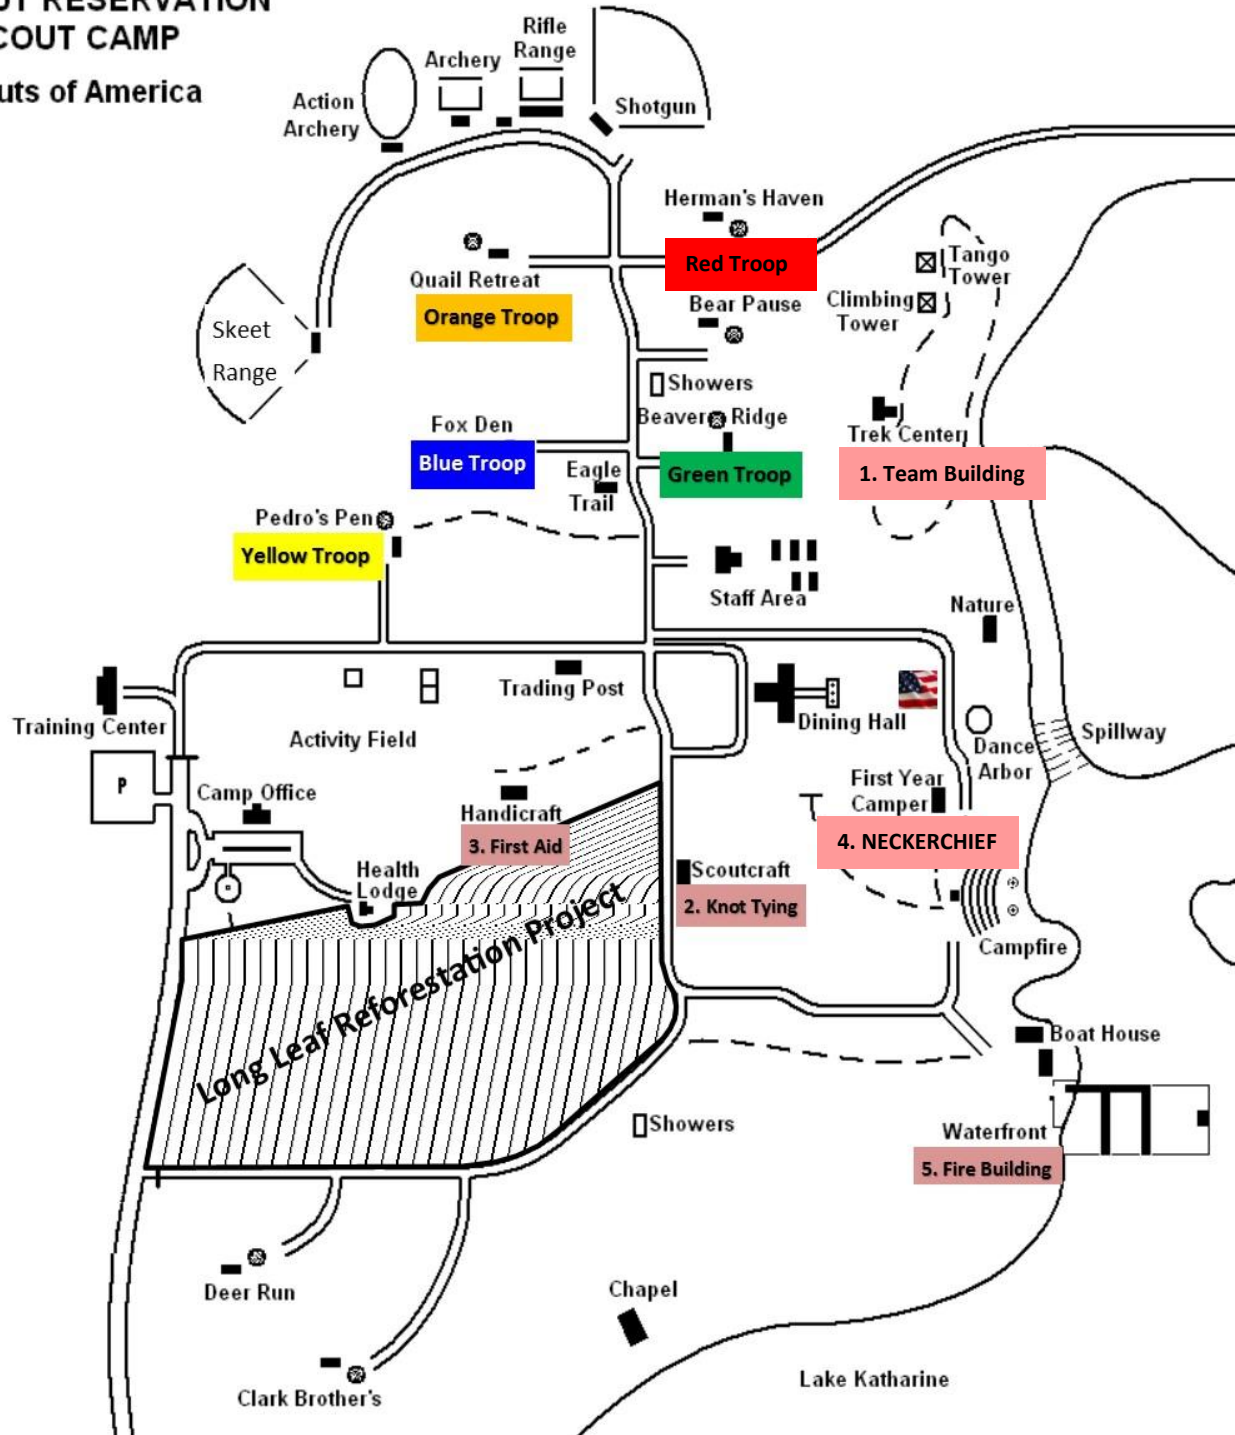 RESERVATION
COUT CAMP
uts of America
Rifle
Range
Archery
Action
Archery
Shotgun
Herman's Haven
Red Troop
Tango
Tower
Quail Retreat
Orange Troop
Bear Pause
Climbing
Tower
Skeet
Range
Showers
Beaver Ridge
Fox Den
Blue Troop
Eagle
Trail
Green Troop
Trek Center
1. Team Building
Pedro's Pen
Yellow Troop
Staff Area
Nature
Training Center
Trading Post
Dining Hall
Activity Field
Dance
Arbor
Spillway
P
Camp Office
Handicraft
3. First Aid
First Year
Camper
4. NECKERCHIEF
Health
Lodge
Scoutcraft
2. Knot Tying
Campfire
Long Leaf Reforestation Project
Boat House
Showers
Waterfront
5. Fire Building
Deer Run
Chapel
Clark Brother's
Lake Katharine